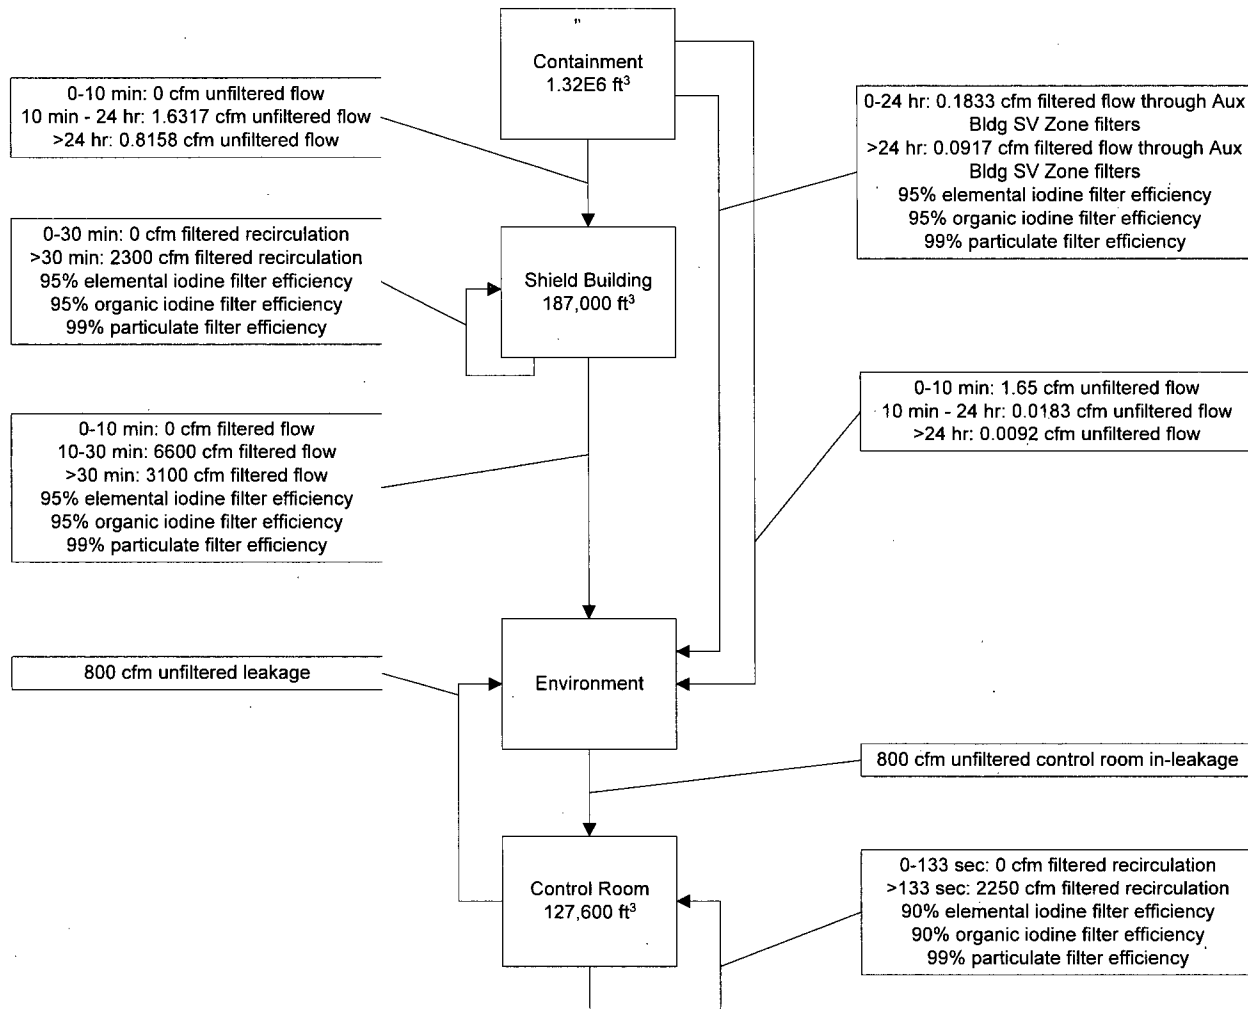 Containment
1.32E6 ft³
0-10 min: 0 cfm unfiltered flow
10 min - 24 hr: 1.6317 cfm unfiltered flow
>24 hr: 0.8158 cfm unfiltered flow
0-24 hr: 0.1833 cfm filtered flow through Aux
Bldg SV Zone filters
>24 hr: 0.0917 cfm filtered flow through Aux
Bldg SV Zone filters
95% elemental iodine filter efficiency
95% organic iodine filter efficiency
99% particulate filter efficiency
0-30 min: 0 cfm filtered recirculation
>30 min: 2300 cfm filtered recirculation
95% elemental iodine filter efficiency
95% organic iodine filter efficiency
99% particulate filter efficiency
Shield Building
187,000 ft³
0-10 min: 1.65 cfm unfiltered flow
10 min - 24 hr: 0.0183 cfm unfiltered flow
>24 hr: 0.0092 cfm unfiltered flow
0-10 min: 0 cfm filtered flow
10-30 min: 6600 cfm filtered flow
>30 min: 3100 cfm filtered flow
95% elemental iodine filter efficiency
95% organic iodine filter efficiency
99% particulate filter efficiency
800 cfm unfiltered leakage
Environment
800 cfm unfiltered control room in-leakage
Control Room
127,600 ft³
0-133 sec: 0 cfm filtered recirculation
>133 sec: 2250 cfm filtered recirculation
90% elemental iodine filter efficiency
90% organic iodine filter efficiency
99% particulate filter efficiency